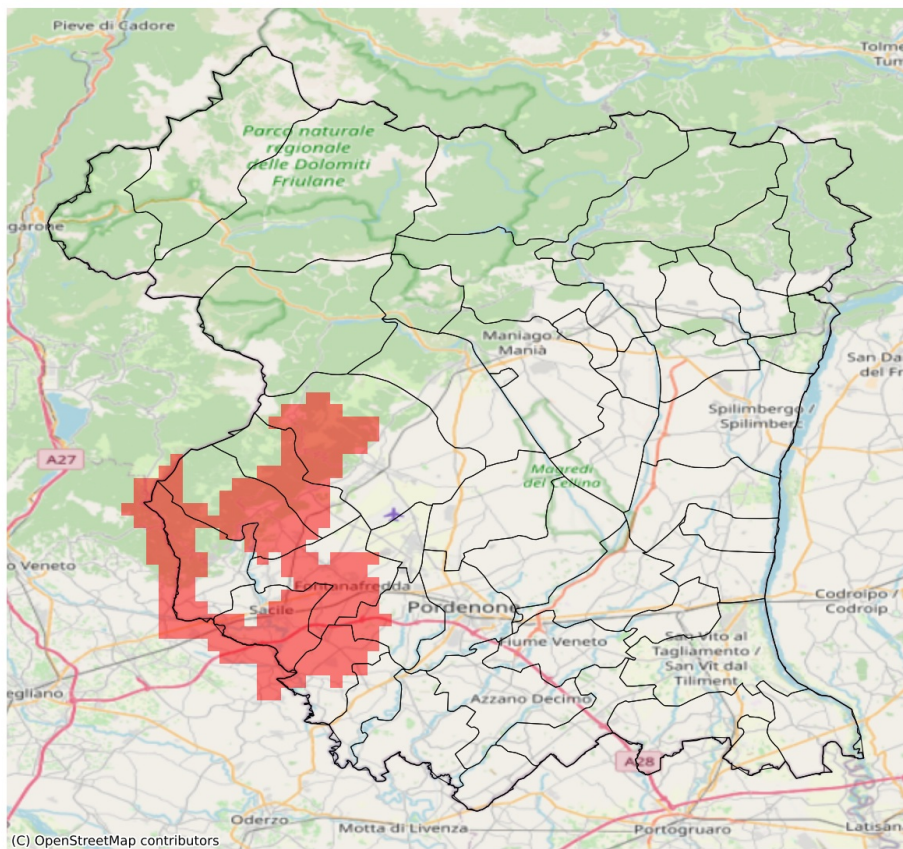 Pieve di Cadore
Tolme
Tum
Parco naturale
regionale
delle Dolomiti
Friulane
garone
Maniago /
Manià
San Da
del Fr
Spilimbergo /
Spilimberc
A27
Magredi
del Cellina
o Veneto
Fontanafredda
Sacile
Pordenone
Codroipo /
Codroip
Fiume Veneto
San Vito al
Tagliamento /
San Vît dal
Tiliment
egliano
Azzano Decimo
A28
Oderzo
Motta di Livenza
Portogruaro
Latisan
(C) OpenStreetMap contributors